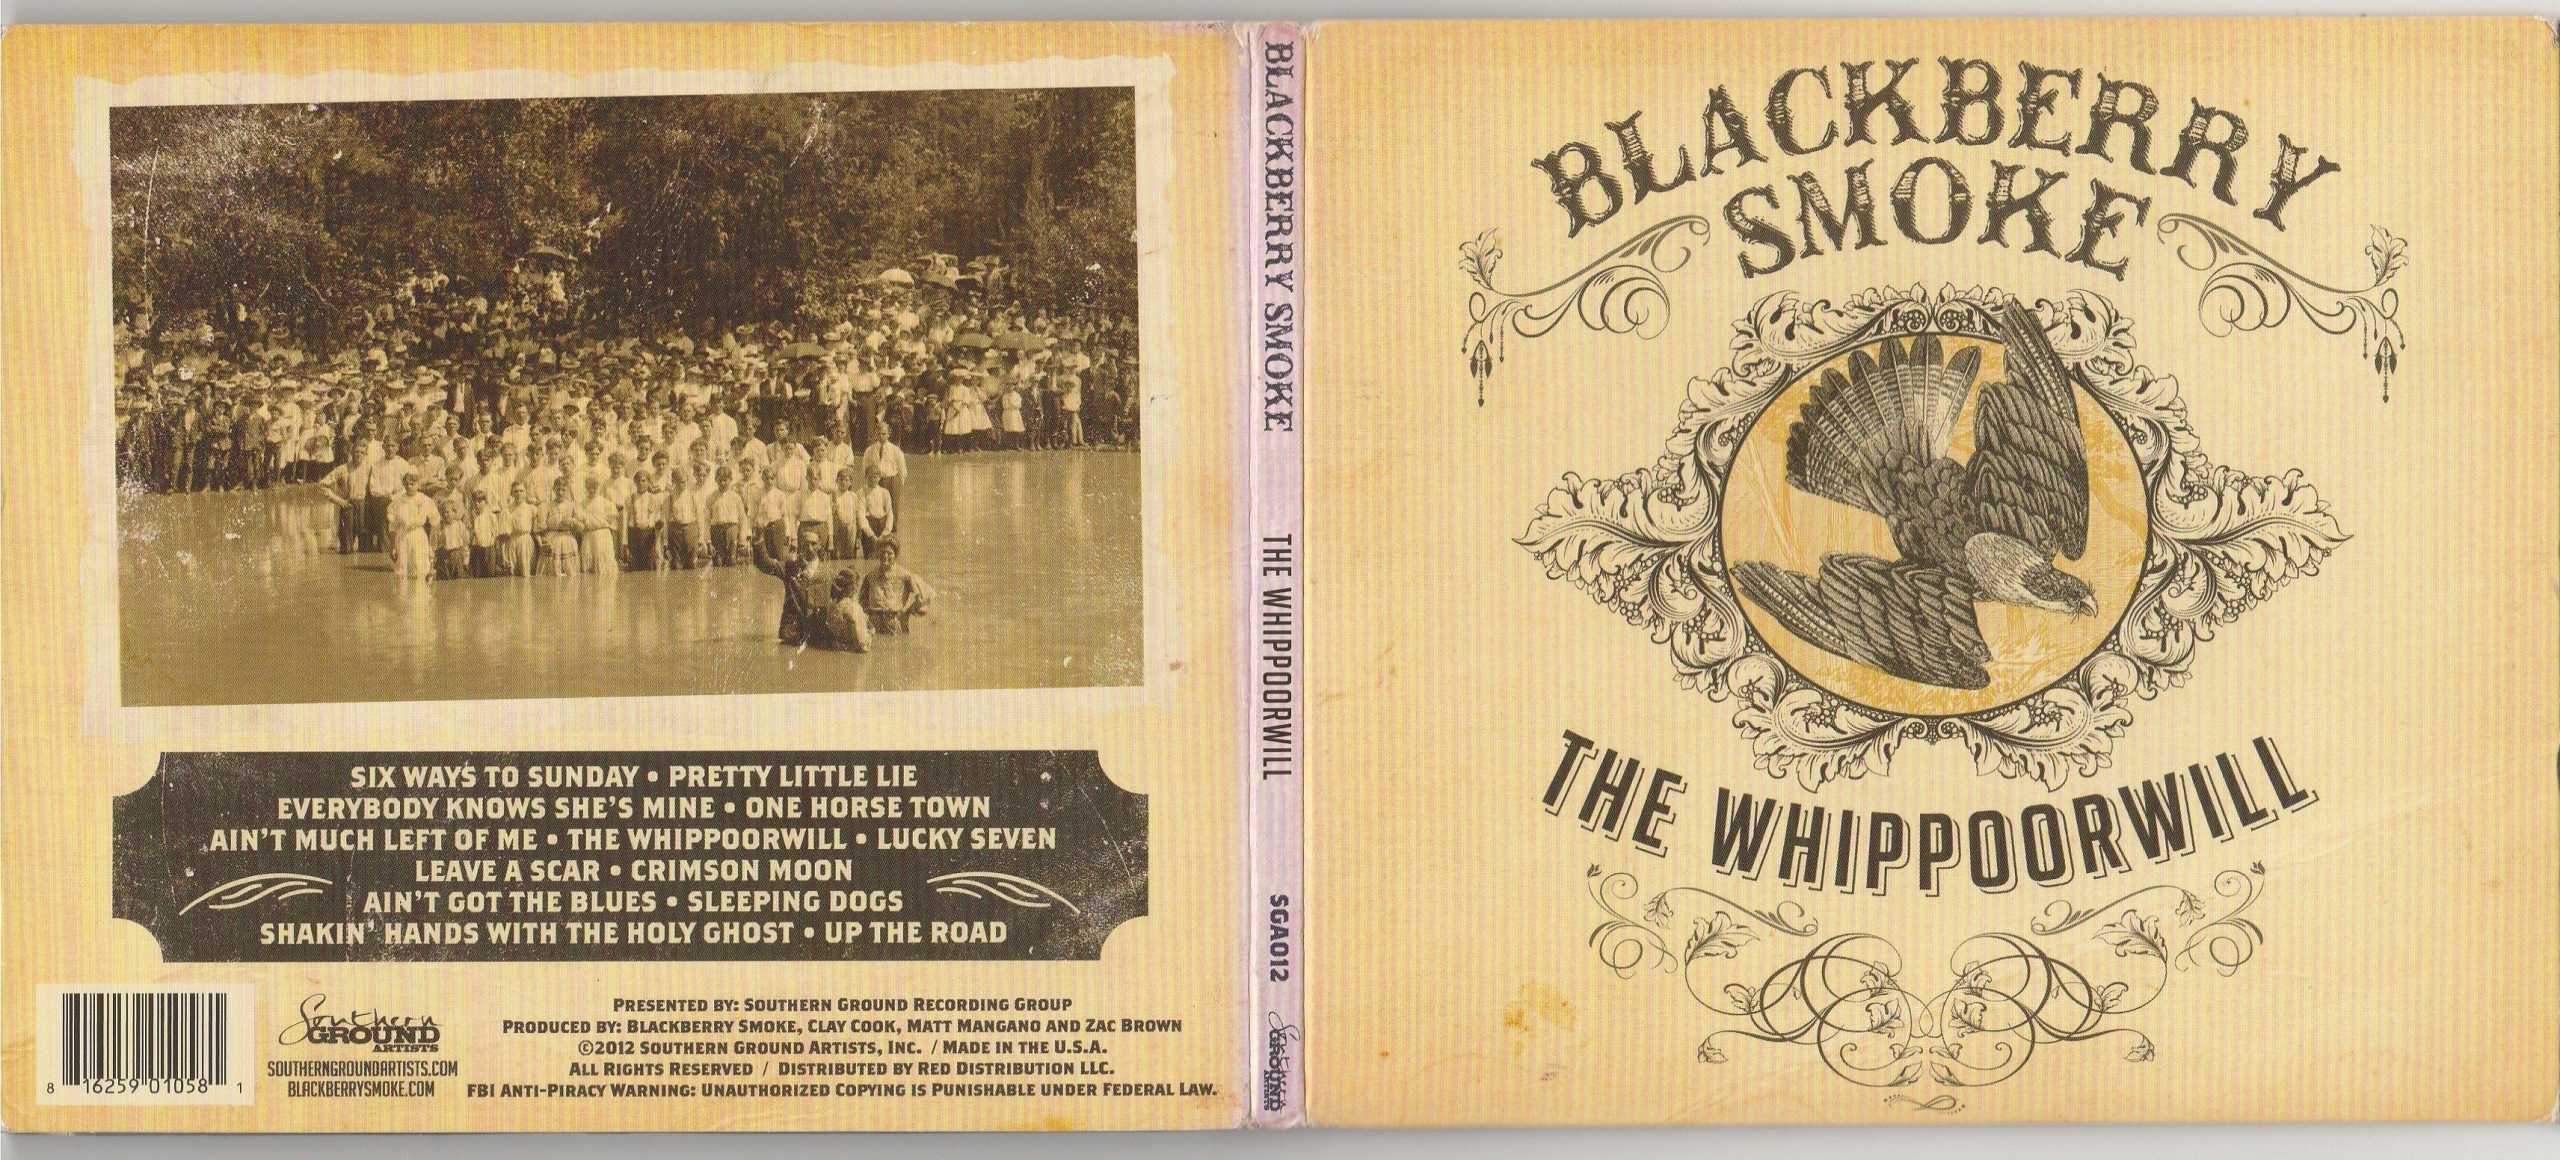 SIX WAYS TO SUNDAY • PRETTY LITTLE LIE
EVERYBODY KNOWS SHE'S MINE • ONE HORSE TOWN
AIN'T MUCH LEFT OF ME • THE WHIPPOORWILL • LUCKY SEVEN
LEAVE A SCAR • CRIMSON MOON
AIN'T GOT THE BLUES • SLEEPING DOGS
SHAKIN' HANDS WITH THE HOLY GHOST • UP THE ROAD
8 16259 01058 1
Southern
GROUND
ARTISTS
SOUTHERNGROUNDARTISTS.COM
BLACKBERRYSMOKE.COM
PRESENTED BY: SOUTHERN GROUND RECORDING GROUP
PRODUCED BY: BLACKBERRY SMOKE, CLAY COOK, MATT MANGANO AND ZAC BROWN
©2012 SOUTHERN GROUND ARTISTS, INC. / MADE IN THE U.S.A.
ALL RIGHTS RESERVED / DISTRIBUTED BY RED DISTRIBUTION LLC.
FBI ANTI-PIRACY WARNING: UNAUTHORIZED COPYING IS PUNISHABLE UNDER FEDERAL LAW.
BLACKBERRY SMOKE THE WHIPPOORWILL SGA012
Southern
GROUND
ARTISTS
BLACKBERRY
SMOKE
THE WHIPPOORWILL